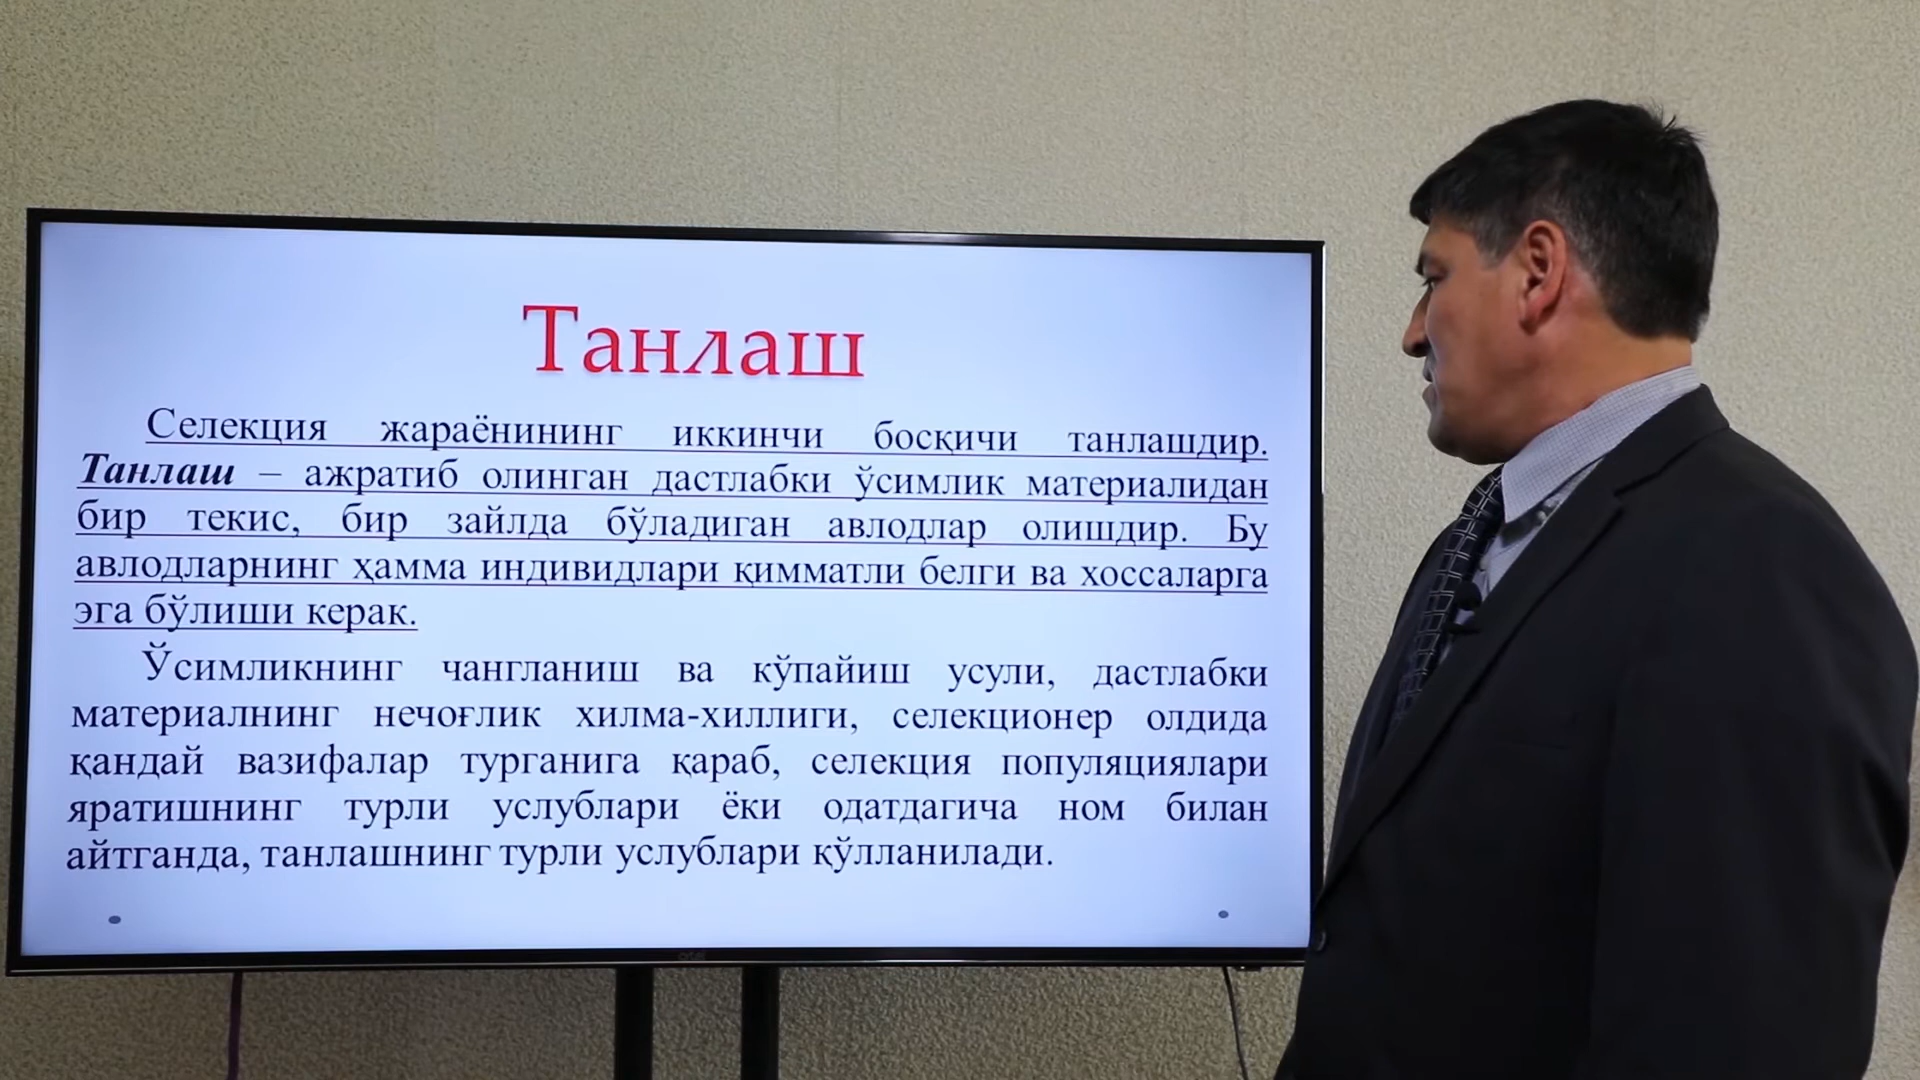 Танлаш
Селекция жараёнининг иккинчи босқичи танлашдир.
Танлаш – ажратиб олинган дастлабки ўсимлик материалидан
бир текис, бир зайлда бўладиган авлодлар олишдир. Бу
авлодларнинг ҳамма индивидлари қимматли белги ва хоссаларга
эга бўлиши керак.
Ўсимликнинг чангланиш ва кўпайиш усули, дастлабки
материалнинг нечоғлик хилма-хиллиги, селекционер олдида
қандай вазифалар турганига қараб, селекция популяциялари
яратишнинг турли услублари ёки одатдагича ном билан
айтганда, танлашнинг турли услублари қўлланилади.
artel